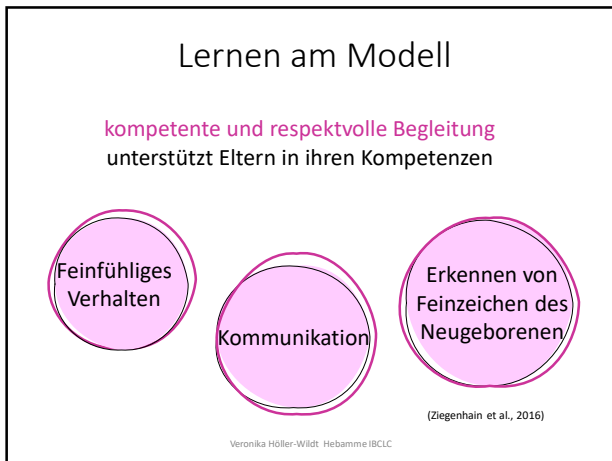 Lernen am Modell
kompetente und respektvolle Begleitung
unterstützt Eltern in ihren Kompetenzen
Feinfühliges
Verhalten
Kommunikation
Erkennen von
Feinzeichen des
Neugeborenen
(Ziegenhain et al., 2016)
Veronika Höller-Wildt Hebamme IBCLC